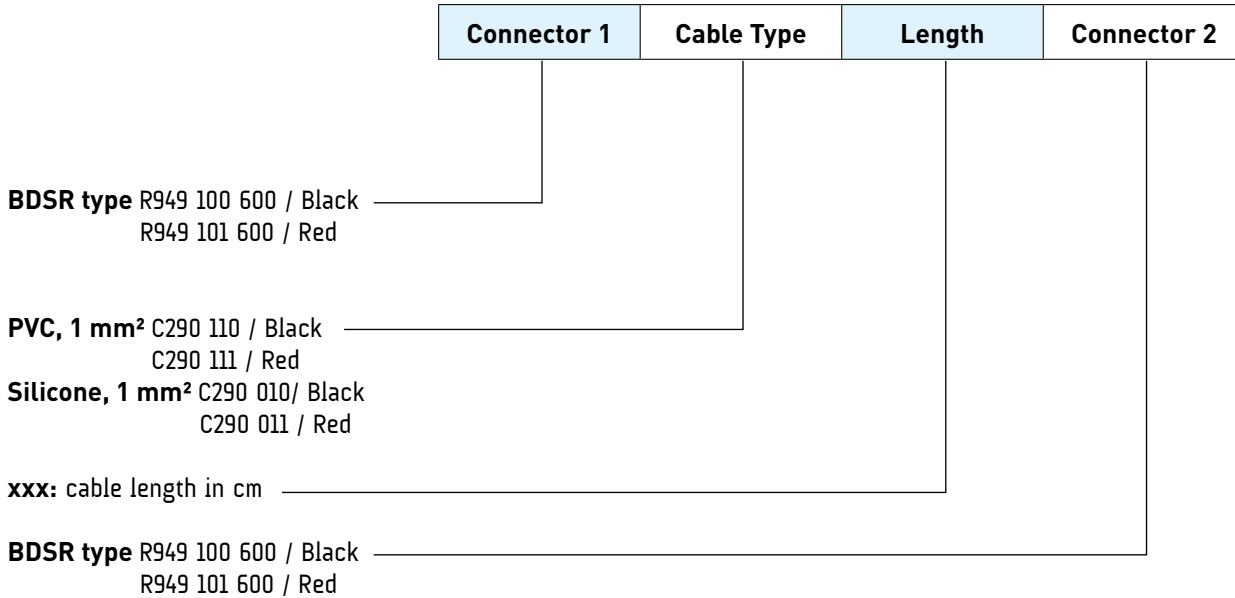 Connector 1 Cable Type Length Connector 2
BDSR type R949 100 600 / Black
R949 101 600 / Red
PVC, 1 mm² C290 110 / Black
C290 111 / Red
Silicone, 1 mm² C290 010/ Black
C290 011 / Red
xxx: cable length in cm
BDSR type R949 100 600 / Black
R949 101 600 / Red